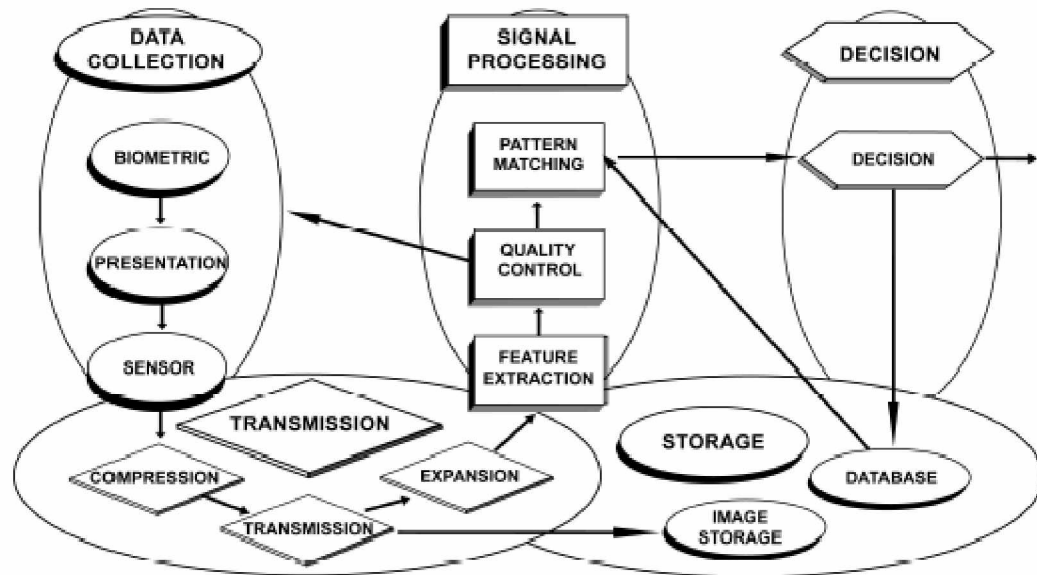 DATA
COLLECTION
SIGNAL
PROCESSING
DECISION
BIOMETRIC
PATTERN
MATCHING
DECISION
PRESENTATION
QUALITY
CONTROL
SENSOR
FEATURE
EXTRACTION
TRANSMISSION
STORAGE
COMPRESSION
EXPANSION
DATABASE
TRANSMISSION
IMAGE
STORAGE